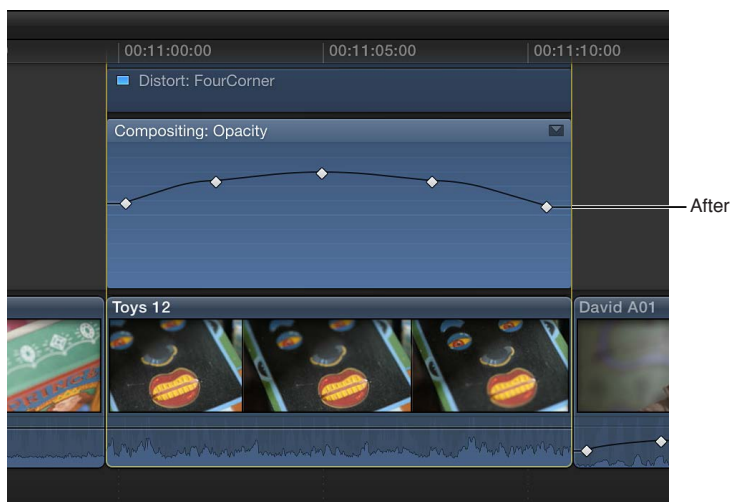 00:11:00:00 00:11:05:00 00:11:10:00
Distort: FourCorner
Compositing: Opacity
After
Toys 12 David A01